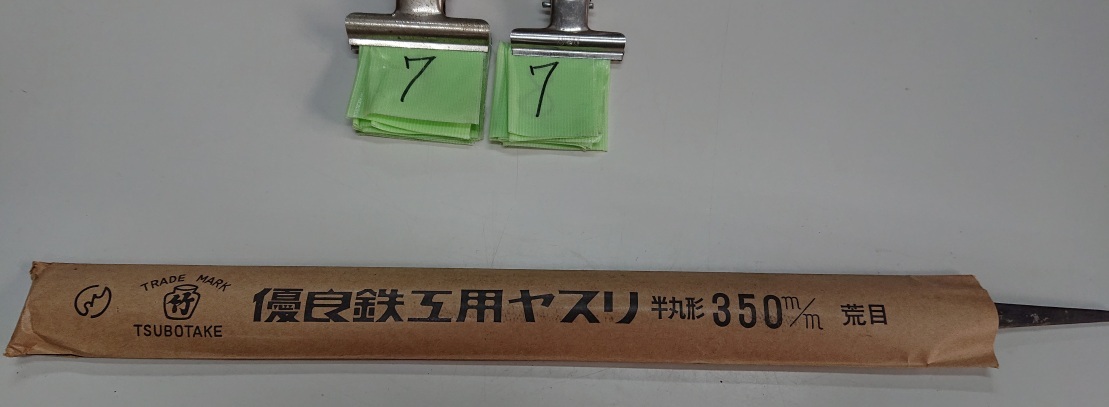 7
7
TRADE MARK
竹
TSUBOTAKE
優良鉄工用ヤスリ 半丸形 350m/m 荒目